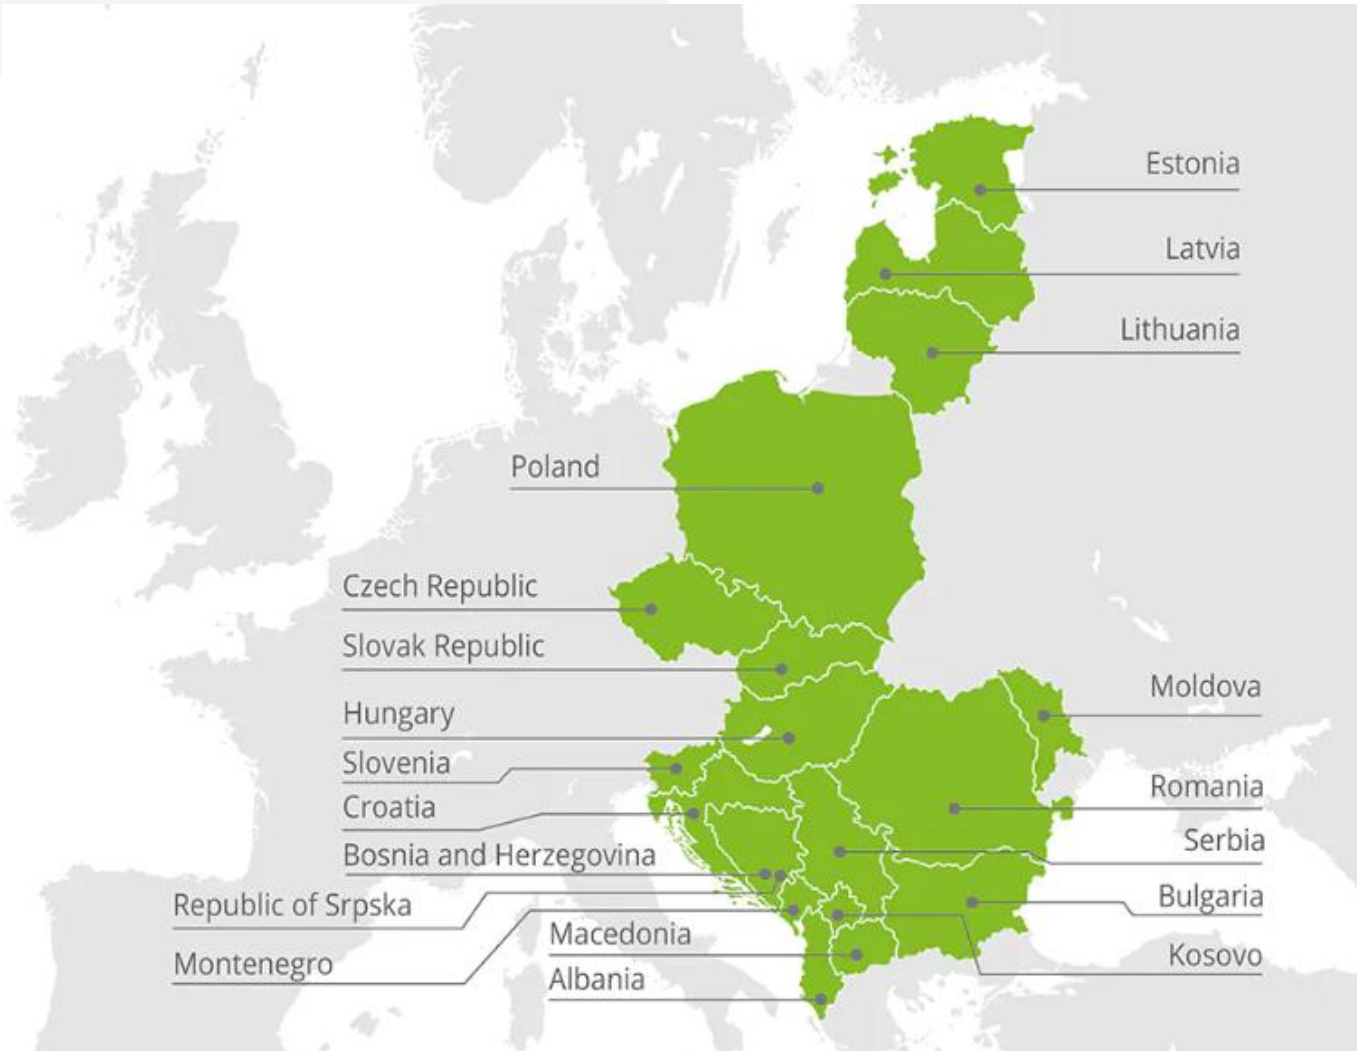 Estonia
Latvia
Lithuania
Poland
Czech Republic
Slovak Republic
Moldova
Hungary
Slovenia
Romania
Croatia
Serbia
Bosnia and Herzegovina
Bulgaria
Republic of Srpska
Macedonia
Kosovo
Montenegro
Albania